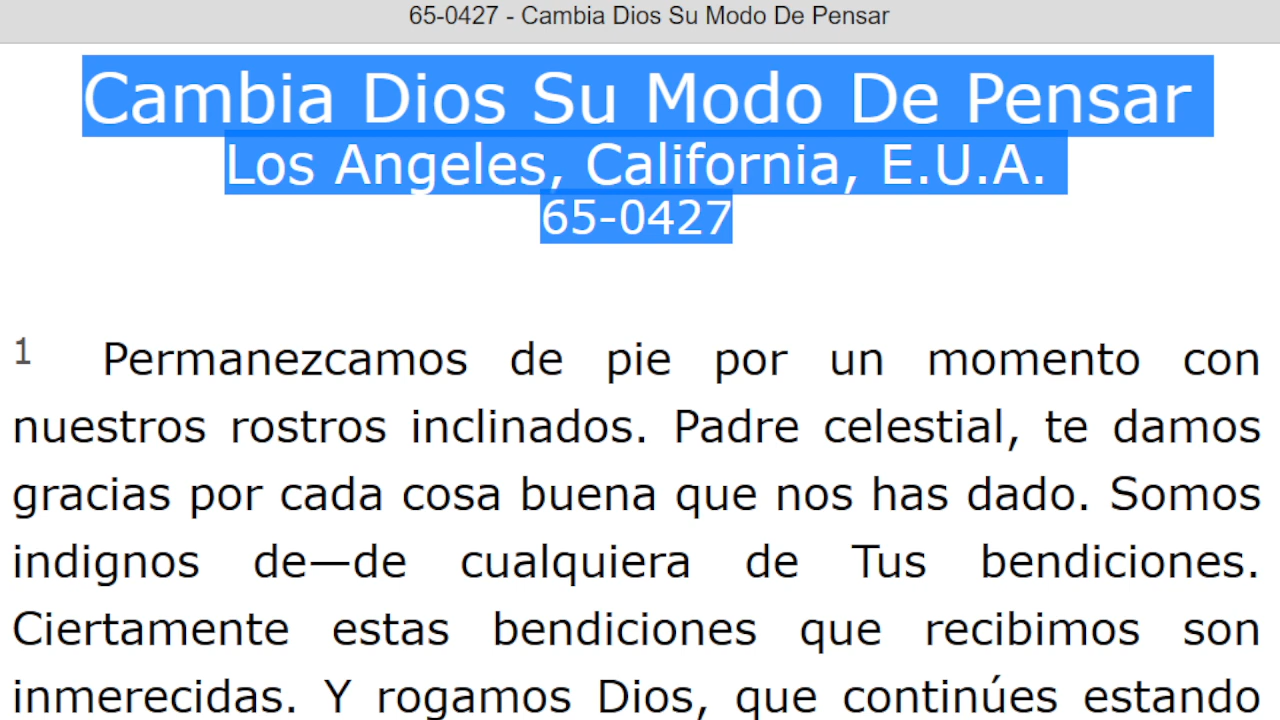 65-0427 - Cambia Dios Su Modo De Pensar
Cambia Dios Su Modo De Pensar
Los Angeles, California, E.U.A.
65-0427
1 Permanezcamos de pie por un momento con
nuestros rostros inclinados. Padre celestial, te damos
gracias por cada cosa buena que nos has dado. Somos
indignos de—de cualquiera de Tus bendiciones.
Ciertamente estas bendiciones que recibimos son
inmerecidas. Y rogamos Dios, que continúes estando